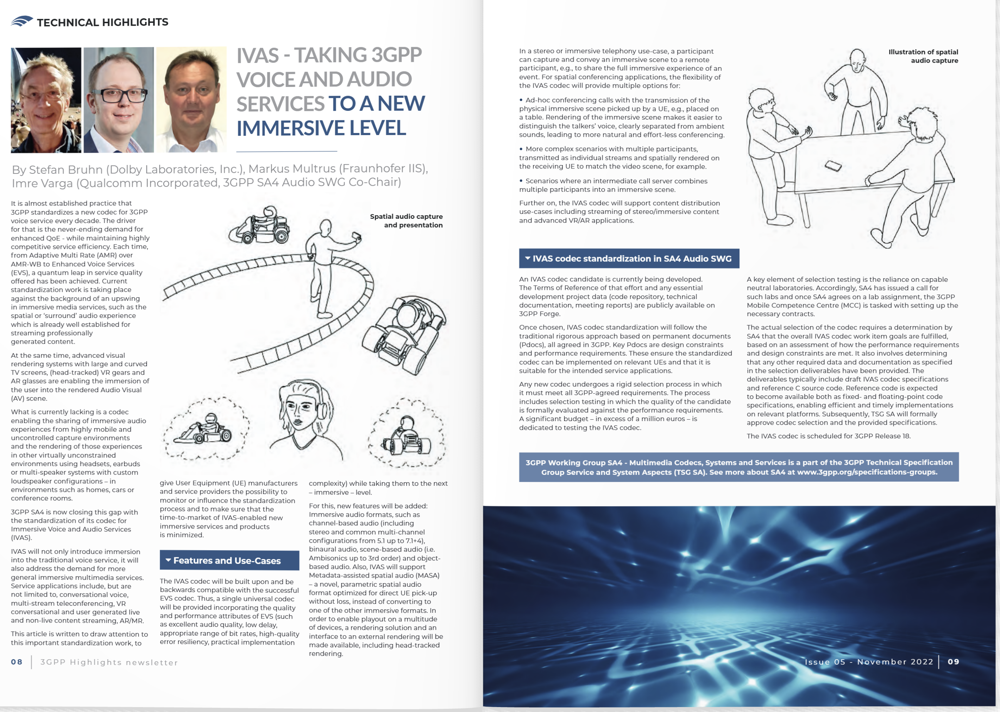 TECHNICAL HIGHLIGHTS
IVAS - TAKING 3GPP
VOICE AND AUDIO
SERVICES TO A NEW
IMMERSIVE LEVEL
By Stefan Bruhn (Dolby Laboratories, Inc.), Markus Multrus (Fraunhofer IIS),
Imre Varga (Qualcomm Incorporated, 3GPP SA4 Audio SWG Co-Chair)
It is almost established practice that
3GPP standardizes a new codec for 3GPP
voice service every decade. The driver
for that is the never-ending demand for
enhanced QoE - while maintaining highly
competitive service efficiency. Each time,
from Adaptive Multi Rate (AMR) over
AMR-WB to Enhanced Voice Services
(EVS), a quantum leap in service quality
offered has been achieved. Current
standardization work is taking place
against the background of an upswing
in immersive media services, such as the
spatial or ‘surround’ audio experience
which is already well established for
streaming professionally
generated content.
At the same time, advanced visual
rendering systems with large and curved
TV screens, (head-tracked) VR gears and
AR glasses are enabling the immersion of
the user into the rendered Audio Visual
(AV) scene.
What is currently lacking is a codec
enabling the sharing of immersive audio
experiences from highly mobile and
uncontrolled capture environments
and the rendering of those experiences
in other virtually unconstrained
environments using headsets, earbuds
or multi-speaker systems with custom
loudspeaker configurations – in
environments such as homes, cars or
conference rooms.
3GPP SA4 is now closing this gap with
the standardization of its codec for
Immersive Voice and Audio Services
(IVAS).
IVAS will not only introduce immersion
into the traditional voice service, it will
also address the demand for more
general immersive multimedia services.
Service applications include, but are
not limited to, conversational voice,
multi-stream teleconferencing, VR
conversational and user generated live
and non-live content streaming, AR/MR.
This article is written to draw attention to
this important standardization work, to
Spatial audio capture
and presentation
give User Equipment (UE) manufacturers
and service providers the possibility to
monitor or influence the standardization
process and to make sure that the
time-to-market of IVAS-enabled new
immersive services and products
is minimized.
Features and Use-Cases
The IVAS codec will be built upon and be
backwards compatible with the successful
EVS codec. Thus, a single universal codec
will be provided incorporating the quality
and performance attributes of EVS (such
as excellent audio quality, low delay,
appropriate range of bit rates, high-quality
error resiliency, practical implementation
complexity) while taking them to the next
– immersive – level.
For this, new features will be added:
Immersive audio formats, such as
channel-based audio (including
stereo and common multi-channel
configurations from 5.1 up to 7.1+4),
binaural audio, scene-based audio (i.e.
Ambisonics up to 3rd order) and object-
based audio. Also, IVAS will support
Metadata-assisted spatial audio (MASA)
– a novel, parametric spatial audio
format optimized for direct UE pick-up
without loss, instead of converting to
one of the other immersive formats. In
order to enable playout on a multitude
of devices, a rendering solution and an
interface to an external rendering will be
made available, including head-tracked
rendering.
08
3GPP Highlights newsletter
In a stereo or immersive telephony use-case, a participant
can capture and convey an immersive scene to a remote
participant, e.g., to share the full immersive experience of an
event. For spatial conferencing applications, the flexibility of
the IVAS codec will provide multiple options for:
• Ad-hoc conferencing calls with the transmission of the
physical immersive scene picked up by a UE, e.g., placed on
a table. Rendering of the immersive scene makes it easier to
distinguish the talkers’ voice, clearly separated from ambient
sounds, leading to more natural and effort-less conferencing.
• More complex scenarios with multiple participants,
transmitted as individual streams and spatially rendered on
the receiving UE to match the video scene, for example.
• Scenarios where an intermediate call server combines
multiple participants into an immersive scene.
Further on, the IVAS codec will support content distribution
use-cases including streaming of stereo/immersive content
and advanced VR/AR applications.
Illustration of spatial
audio capture
IVAS codec standardization in SA4 Audio SWG
An IVAS codec candidate is currently being developed.
The Terms of Reference of that effort and any essential
development project data (code repository, technical
documentation, meeting reports) are publicly available on
3GPP Forge.
Once chosen, IVAS codec standardization will follow the
traditional rigorous approach based on permanent documents
(Pdocs), all agreed in 3GPP. Key Pdocs are design constraints
and performance requirements. These ensure the standardized
codec can be implemented on relevant UEs and that it is
suitable for the intended service applications.
Any new codec undergoes a rigid selection process in which
it must meet all 3GPP-agreed requirements. The process
includes selection testing in which the quality of the candidate
is formally evaluated against the performance requirements.
A significant budget – in excess of a million euros – is
dedicated to testing the IVAS codec.
A key element of selection testing is the reliance on capable
neutral laboratories. Accordingly, SA4 has issued a call for
such labs and once SA4 agrees on a lab assignment, the 3GPP
Mobile Competence Centre (MCC) is tasked with setting up the
necessary contracts.
The actual selection of the codec requires a determination by
SA4 that the overall IVAS codec work item goals are fulfilled,
based on an assessment of how the performance requirements
and design constraints are met. It also involves determining
that any other required data and documentation as specified
in the selection deliverables have been provided. The
deliverables typically include draft IVAS codec specifications
and reference C source code. Reference code is expected
to become available both as fixed- and floating-point code
specifications, enabling efficient and timely implementations
on relevant platforms. Subsequently, TSG SA will formally
approve codec selection and the provided specifications.
The IVAS codec is scheduled for 3GPP Release 18.
3GPP Working Group SA4 - Multimedia Codecs, Systems and Services is a part of the 3GPP Technical Specification
Group Service and System Aspects (TSG SA). See more about SA4 at www.3gpp.org/specifications-groups.
Issue 05 - November 2022
09